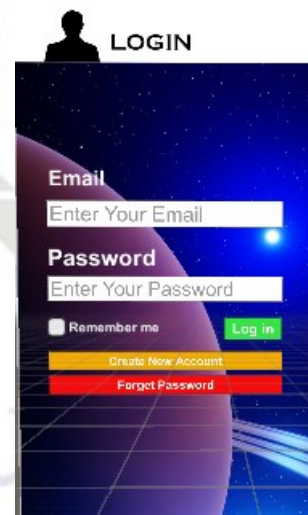 LOGIN
Email
Enter Your Email
Password
Enter Your Password
Remember me Log in
Create New Account
Forget Password